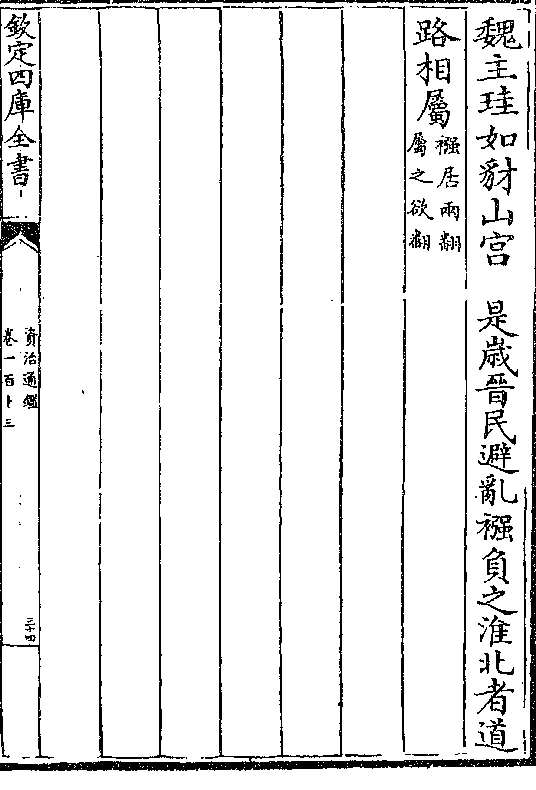 魏主珪如豺山宮　是歲晉民避亂襁負之淮北者道
路相屬襁居兩翻
屬之欲翻
欽定四庫全書
資治通鑑
卷一百十三
三十四